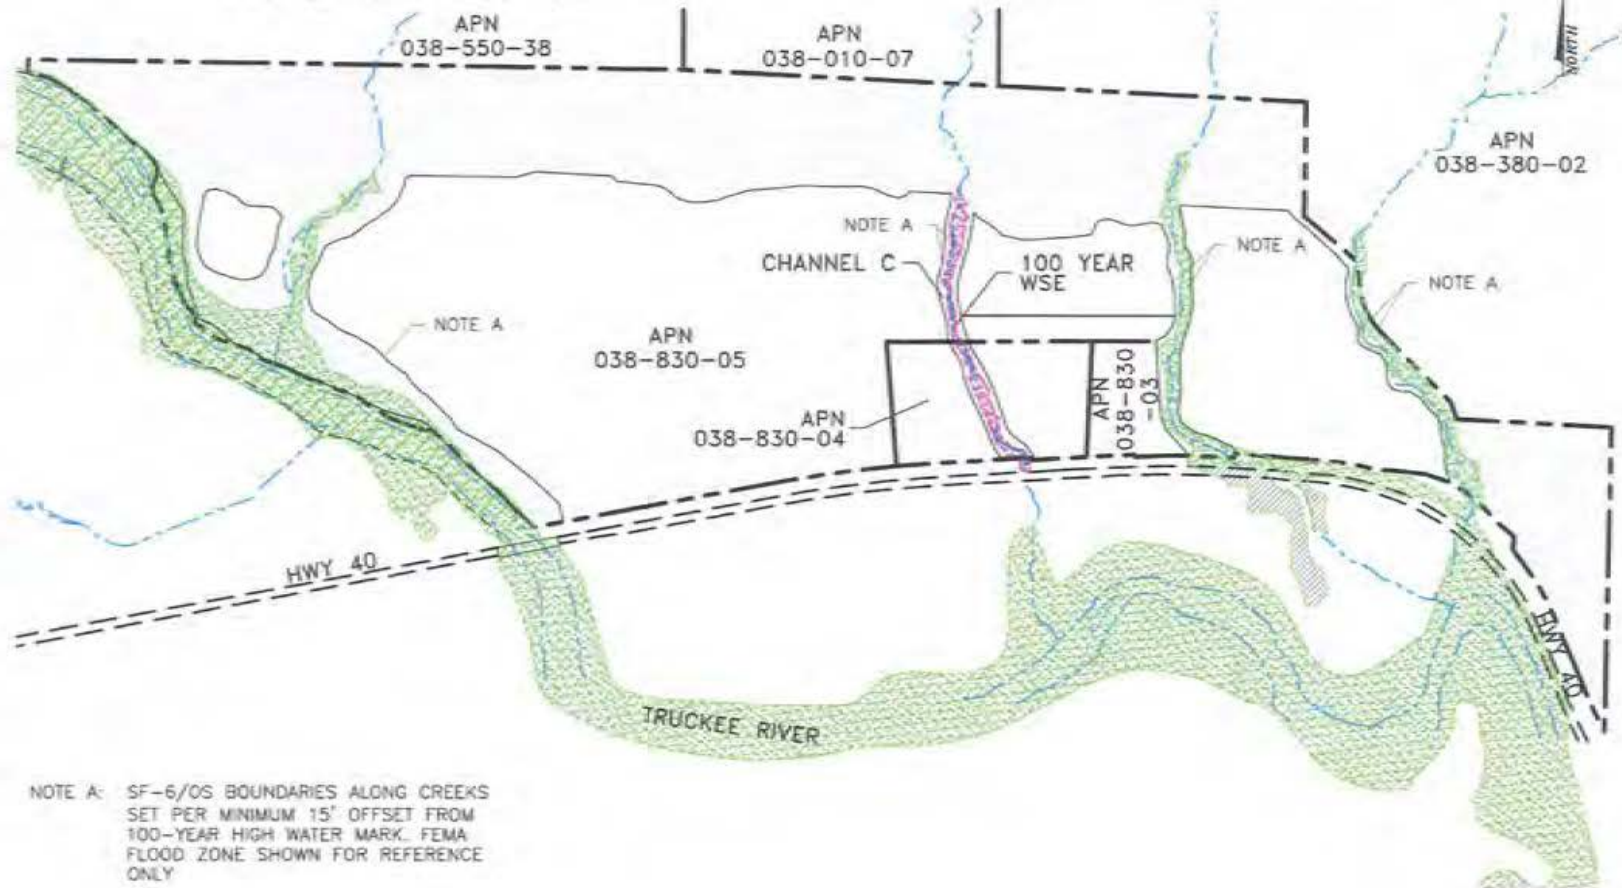 APN
038-550-38
APN
038-010-07
NORTH
APN
038-380-02
NOTE A
CHANNEL C
100 YEAR
WSE
NOTE A
NOTE A
NOTE A
APN
038-830-05
APN
038-830-04
APN
038-830
-03
HWY 40
HWY 40
TRUCKEE RIVER
NOTE A: SF-6/OS BOUNDARIES ALONG CREEKS
SET PER MINIMUM 15' OFFSET FROM
100-YEAR HIGH WATER MARK. FEMA
FLOOD ZONE SHOWN FOR REFERENCE
ONLY